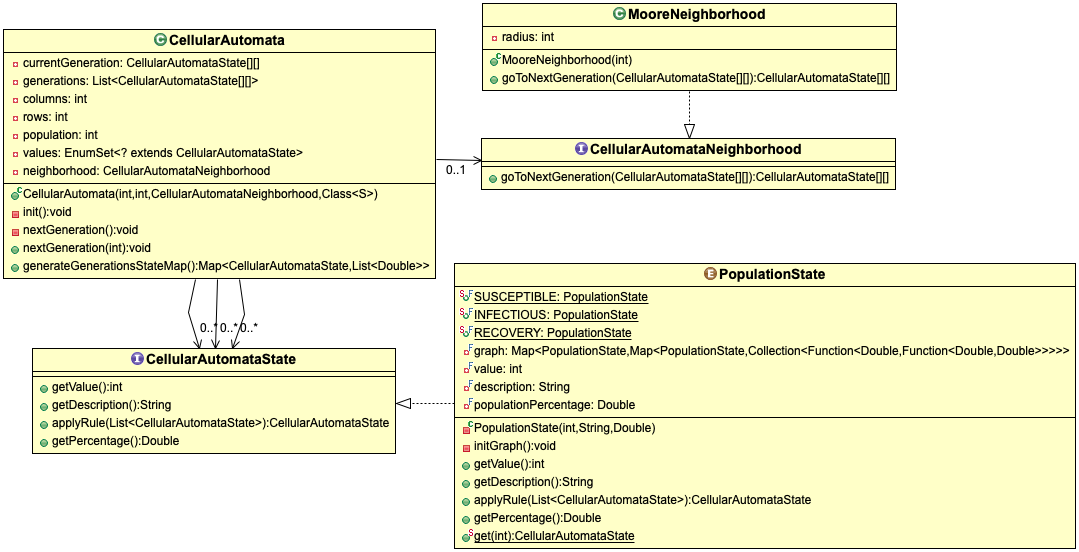 CellularAutomata
currentGeneration: CellularAutomataState[][]
generations: List<CellularAutomataState[][]>
columns: int
rows: int
population: int
values: EnumSet<? extends CellularAutomataState>
neighborhood: CellularAutomataNeighborhood
CellularAutomata(int,int,CellularAutomataNeighborhood,Class<S>)
init():void
nextGeneration():void
nextGeneration(int):void
generateGenerationsStateMap():Map<CellularAutomataState,List<Double>>
MooreNeighborhood
radius: int
MooreNeighborhood(int)
goToNextGeneration(CellularAutomataState[][]):CellularAutomataState[][]
0..1
CellularAutomataNeighborhood
goToNextGeneration(CellularAutomataState[][]):CellularAutomataState[][]
0..* 0..* 0..*
CellularAutomataState
getValue():int
getDescription():String
applyRule(List<CellularAutomataState>):CellularAutomataState
getPercentage():Double
PopulationState
SUSCEPTIBLE: PopulationState
INFECTIOUS: PopulationState
RECOVERY: PopulationState
graph: Map<PopulationState,Map<PopulationState,Collection<Function<Double,Function<Double,Double>>>>>
value: int
description: String
populationPercentage: Double
PopulationState(int,String,Double)
initGraph():void
getValue():int
getDescription():String
applyRule(List<CellularAutomataState>):CellularAutomataState
getPercentage():Double
get(int):CellularAutomataState